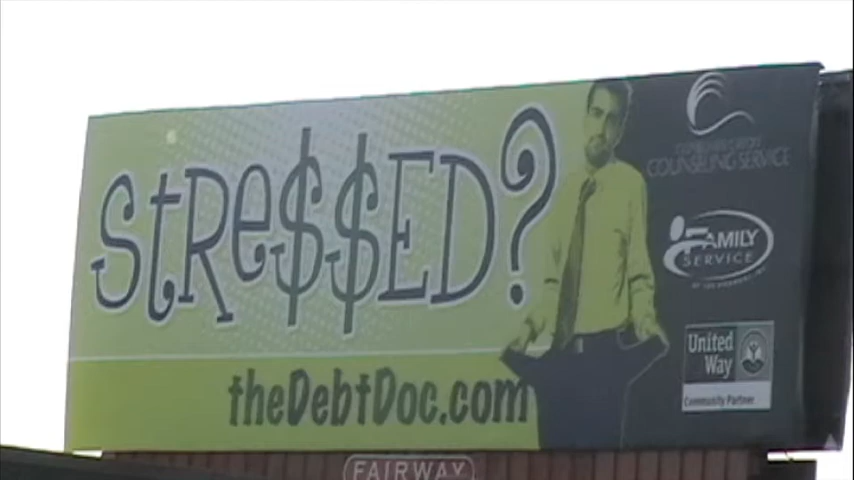 stRe$$ED?
theDebtDoc.com
COUNSELING SERVICE
FAMILY
SERVICE
United
Way
Community Partner
FAIRWAY